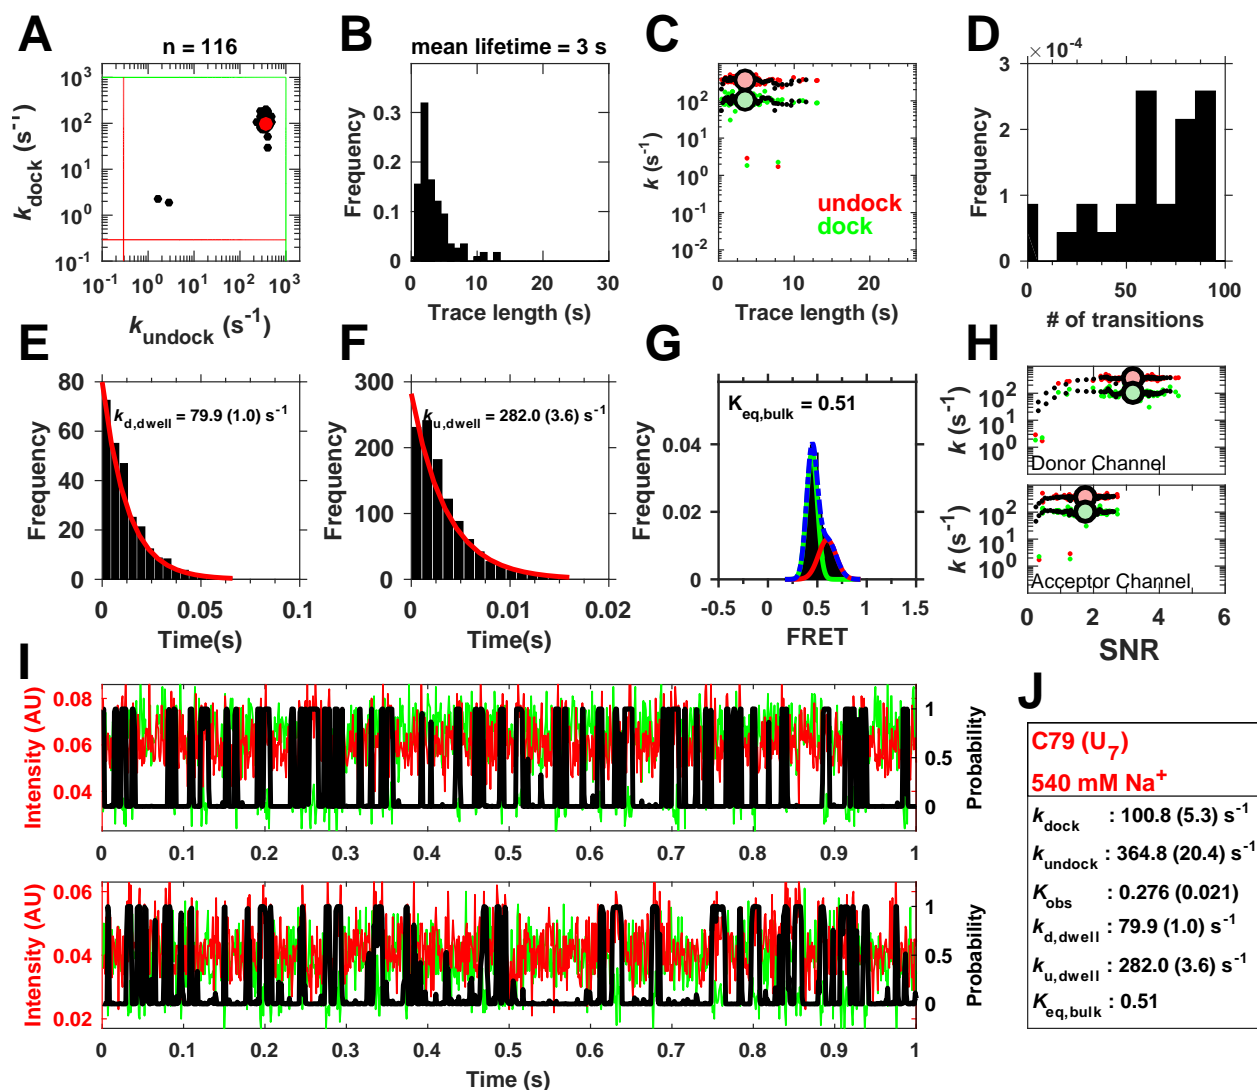 A
n = 116
10³
10²
10¹
10⁰
10⁻¹
10⁻¹ 10⁰ 10¹ 10² 10³
k_dock (s⁻¹)
k_undock (s⁻¹)
B
mean lifetime = 3 s
0.3
0.2
0.1
0
0 10 20 30
Frequency
Trace length (s)
C
10²
10⁰
10⁻¹
10⁻²
0 10 20
k (s⁻¹)
undock
dock
Trace length (s)
D
×10⁻⁴
3
2
1
0
0 50 100
Frequency
# of transitions
E
80
60
40
20
0
0 0.05 0.1
k_d,dwell = 79.9 (1.0) s⁻¹
Frequency
Time(s)
F
300
200
100
0
0 0.01 0.02
k_u,dwell = 282.0 (3.6) s⁻¹
Frequency
Time(s)
G
K_eq,bulk = 0.51
0.04
0.02
0
-0.5 0 0.5 1 1.5
Frequency
FRET
H
10²
10¹
10⁰
k (s⁻¹)
Donor Channel
10²
10¹
10⁰
k (s⁻¹)
Acceptor Channel
0 2 4 6
SNR
I
Intensity (AU)
0.08
0.06
0.04
1
0.5
0
Probability
0 0.1 0.2 0.3 0.4 0.5 0.6 0.7 0.8 0.9 1
Intensity (AU)
0.06
0.04
0.02
1
0.5
0
Probability
0 0.1 0.2 0.3 0.4 0.5 0.6 0.7 0.8 0.9 1
Time (s)
J
C79 (U₇)
540 mM Na⁺
k_dock : 100.8 (5.3) s⁻¹
k_undock : 364.8 (20.4) s⁻¹
K_obs : 0.276 (0.021)
k_d,dwell : 79.9 (1.0) s⁻¹
k_u,dwell : 282.0 (3.6) s⁻¹
K_eq,bulk : 0.51